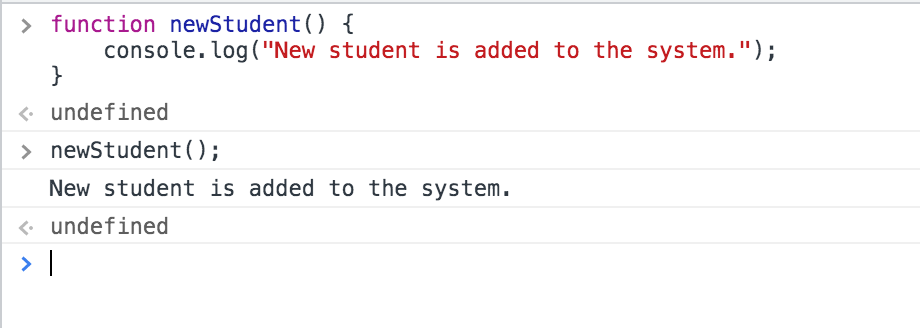 > function newStudent() {
    console.log("New student is added to the system.");
}
undefined
> newStudent();
New student is added to the system.
undefined
>